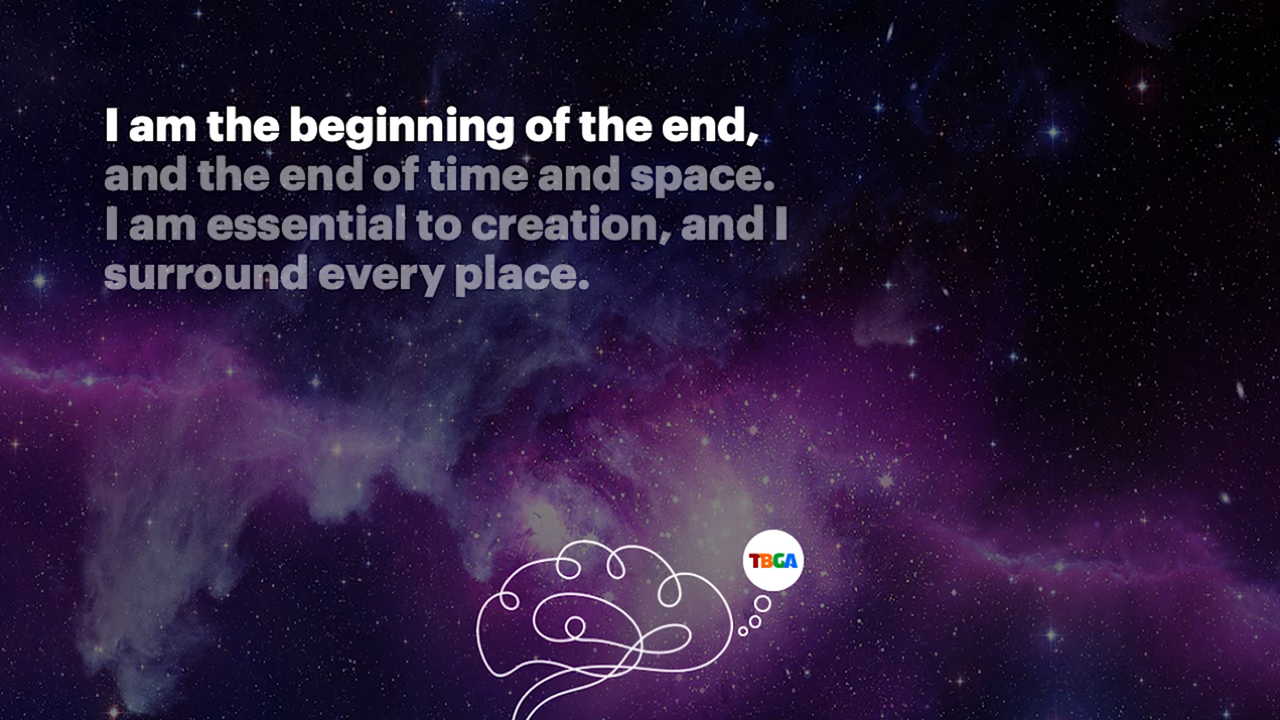 I am the beginning of the end,
and the end of time and space.
I am essential to creation, and I
surround every place.
TBGA